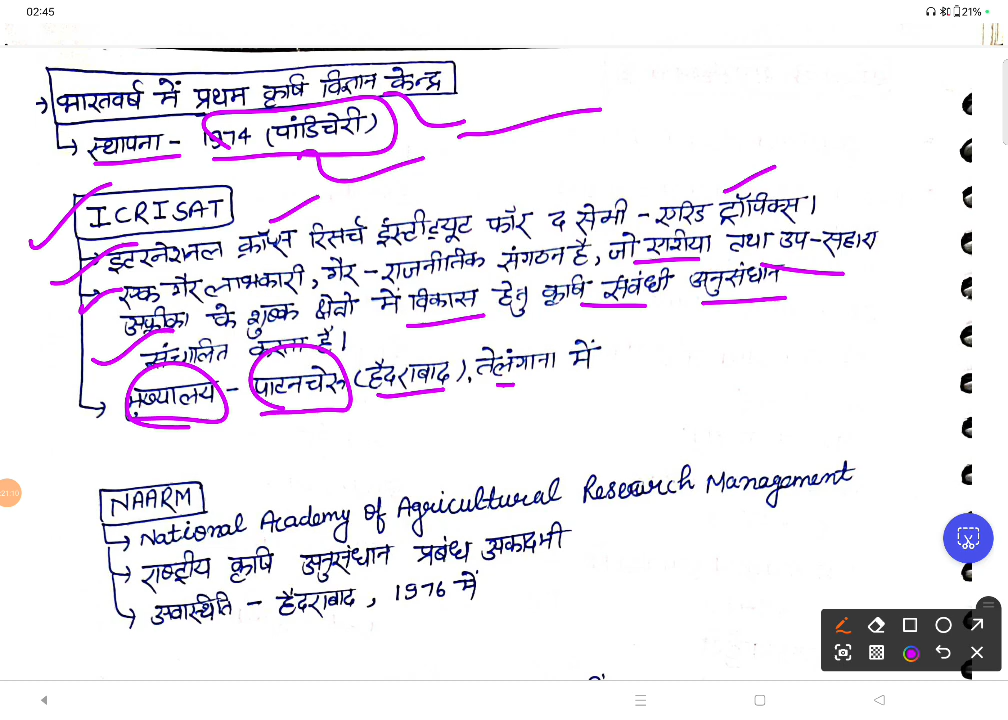 02:45
21%
भारतवर्ष में प्रथम कृषि विज्ञान केन्द्र
स्थापना - 1974 (पांडिचेरी)
ICRISAT
इंटरनेशनल क्रॉप्स रिसर्च इंस्टीट्यूट फॉर द सेमी - एरिड ट्रॉपिक्स।
एक गैर लाभकारी, गैर - राजनीतिक संगठन है, जो एशिया तथा उप-सहारा
अफ्रीका के शुष्क क्षेत्रों में विकास हेतु कृषि संबंधी अनुसंधान
संचालित करता है।
मुख्यालय - पाटनचेरू (हैदराबाद), तेलंगाना में
NAARM
National Academy of Agricultural Research Management
राष्ट्रीय कृषि अनुसंधान प्रबंध अकादमी
अवस्थिति - हैदराबाद, 1976 में
21:10